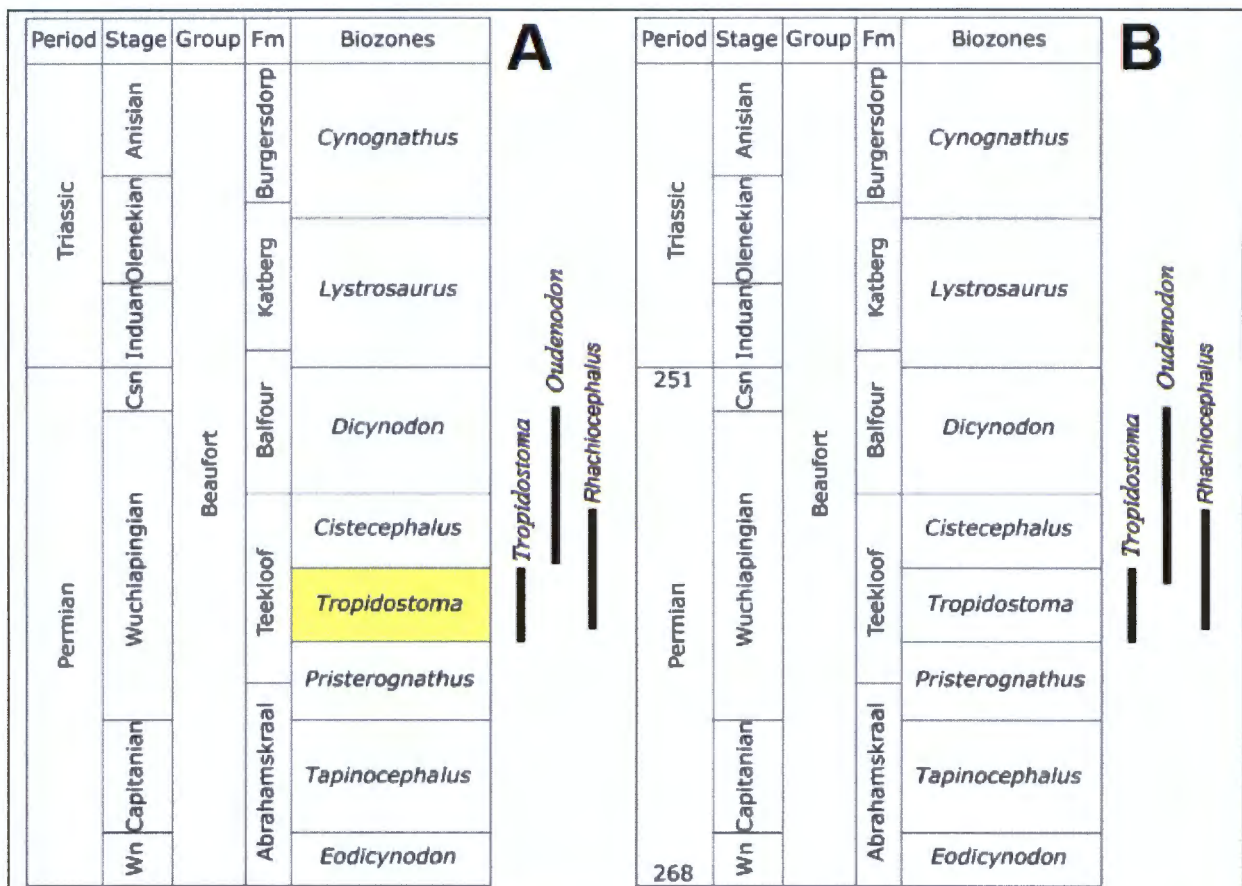 Period Stage Group Fm Biozones
A
Triassic
Permian
Anisian
Olenekian
Induan
Csn
Wuchiapingian
Capitanian
Wn
Beaufort
Burgersdorp
Katberg
Balfour
Teekloof
Abrahamskraal
Cynognathus
Lystrosaurus
Dicynodon
Cistecephalus
Tropidostoma
Pristerognathus
Tapinocephalus
Eodicynodon
Tropidostoma
Oudenodon
Rhachiocephalus
Period Stage Group Fm Biozones
B
Triassic
251
Permian
268
Anisian
Olenekian
Induan
Csn
Wuchiapingian
Capitanian
Wn
Beaufort
Burgersdorp
Katberg
Balfour
Teekloof
Abrahamskraal
Cynognathus
Lystrosaurus
Dicynodon
Cistecephalus
Tropidostoma
Pristerognathus
Tapinocephalus
Eodicynodon
Tropidostoma
Oudenodon
Rhachiocephalus